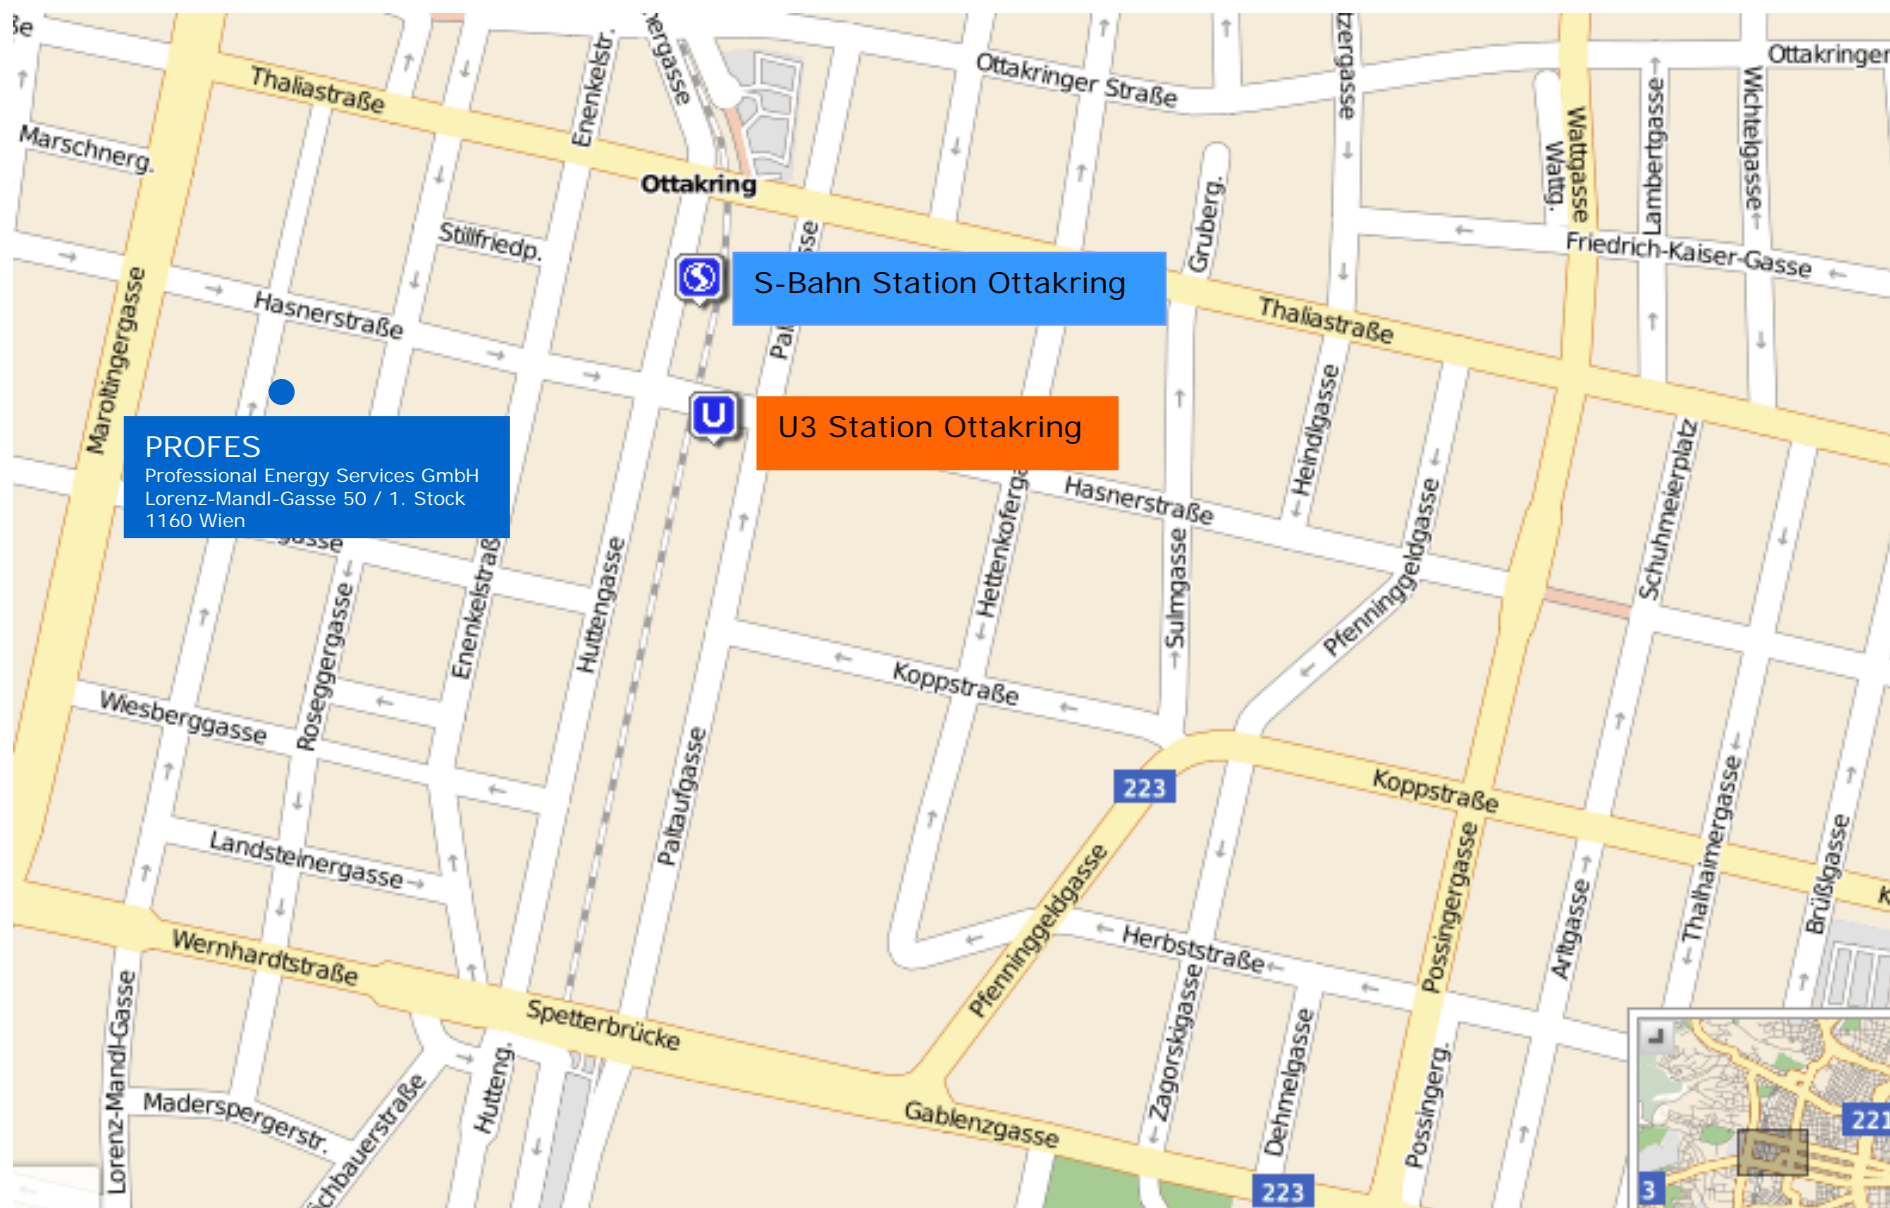 Ottakringer Straße
Ottakringer
Thaliastraße
Enenkelstr.
Marschnerg.
Ottakring
Stillfriedp.
Gruberg.
Wattg.
Wattgasse
Lambertgasse
Wichtelgasse
Friedrich-Kaiser-Gasse
S-Bahn Station Ottakring
Maroltingergasse
Hasnerstraße
Thaliastraße
U
U3 Station Ottakring
Heindlgasse
PROFES
Professional Energy Services GmbH
Lorenz-Mandl-Gasse 50 / 1. Stock
1160 Wien
Hasnerstraße
Schuhmeierplatz
Pfenninggeldgasse
Sulmgasse
Huttengasse
Roseggergasse
Pfenninggeldgasse
Koppstraße
Wiesberggasse
Paltaufgasse
223
Koppstraße
Landsteinergasse
Possingergasse
Thalhaimergasse
Brüßlgasse
Arltgasse
Pfenninggeldgasse
Herbststraße
Wernhardtstraße
Spetterbrücke
Zagorskigasse
Dehmelgasse
Lorenz-Mandl-Gasse
Hutteng.
Maderspergerstr.
Gablenzgasse
Possingerg.
223
221
3